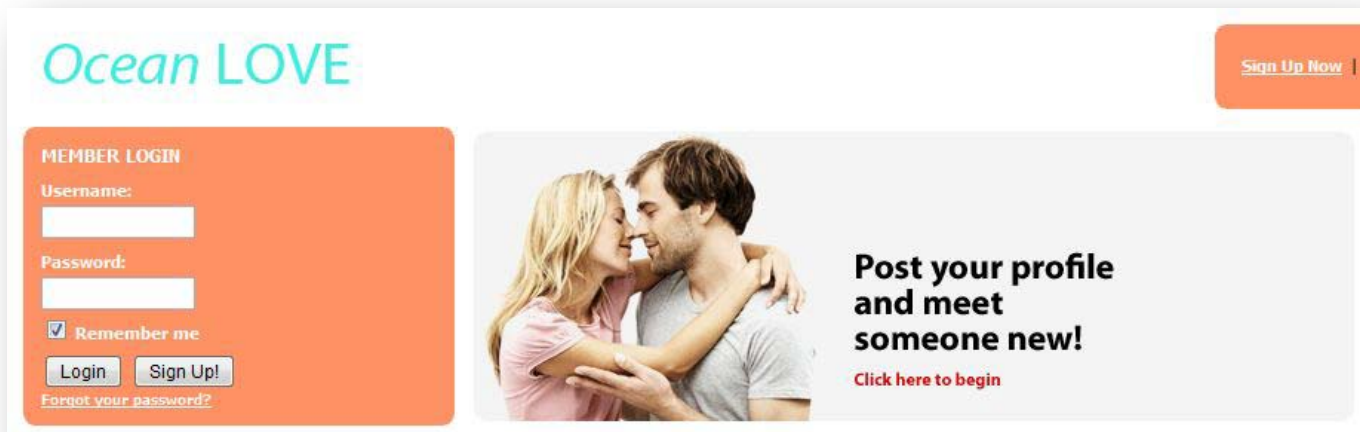 Ocean LOVE
Sign Up Now |
MEMBER LOGIN
Username:
Password:
Remember me
Login Sign Up!
Forgot your password?
Post your profile
and meet
someone new!
Click here to begin